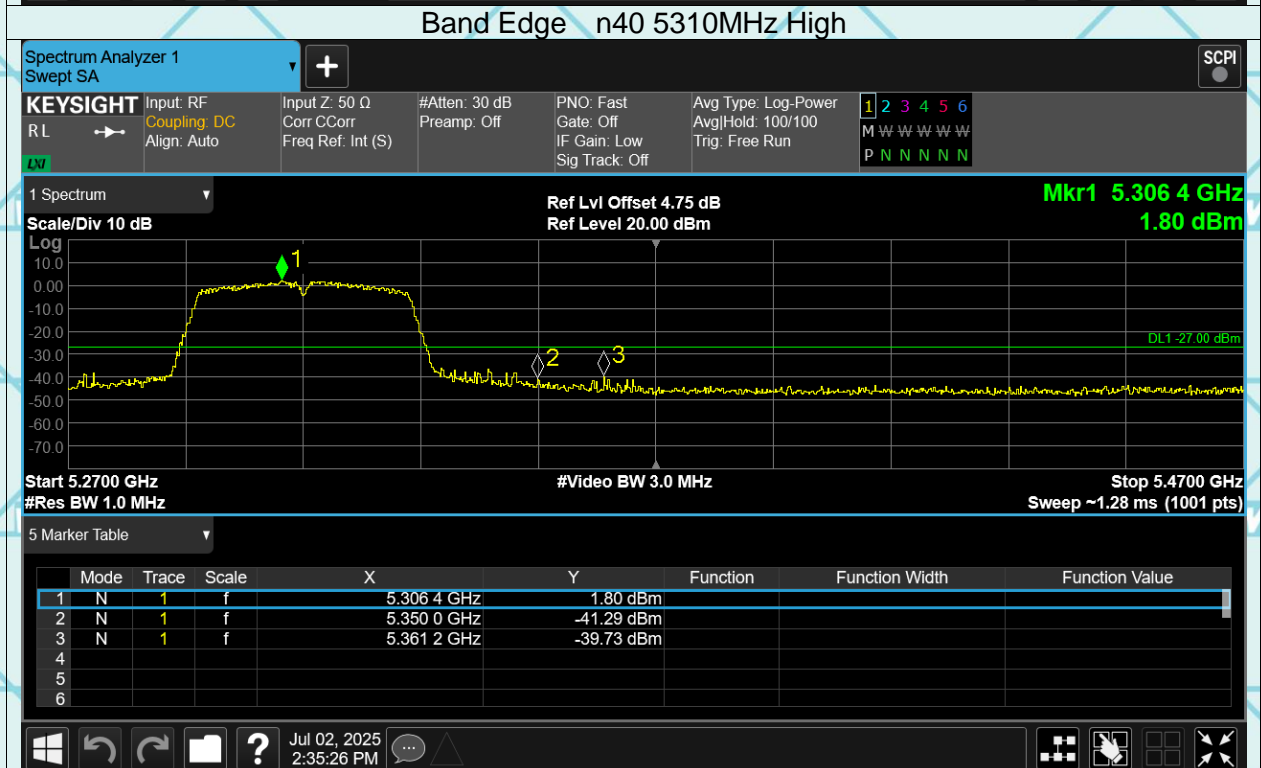 Band Edge n40 5310MHz High
Spectrum Analyzer 1
Swept SA
+
SCPI
KEYSIGHT
R L
LXI
Input: RF
Coupling: DC
Align: Auto
Input Z: 50 Ω
Corr CCorr
Freq Ref: Int (S)
#Atten: 30 dB
Preamp: Off
PNO: Fast
Gate: Off
IF Gain: Low
Sig Track: Off
Avg Type: Log-Power
Avg|Hold: 100/100
Trig: Free Run
1 2 3 4 5 6
M W W W W W
P N N N N N
1 Spectrum
Scale/Div 10 dB
Ref Lvl Offset 4.75 dB
Ref Level 20.00 dBm
Mkr1 5.306 4 GHz
1.80 dBm
Log
10.0
0.00
-10.0
-20.0
-30.0
-40.0
-50.0
-60.0
-70.0
1
2
3
DL1 -27.00 dBm
Start 5.2700 GHz
#Res BW 1.0 MHz
#Video BW 3.0 MHz
Stop 5.4700 GHz
Sweep ~1.28 ms (1001 pts)
5 Marker Table
Mode Trace Scale X Y Function Function Width Function Value
1 N 1 f 5.306 4 GHz 1.80 dBm
2 N 1 f 5.350 0 GHz -41.29 dBm
3 N 1 f 5.361 2 GHz -39.73 dBm
4
5
6
?
Jul 02, 2025
2:35:26 PM